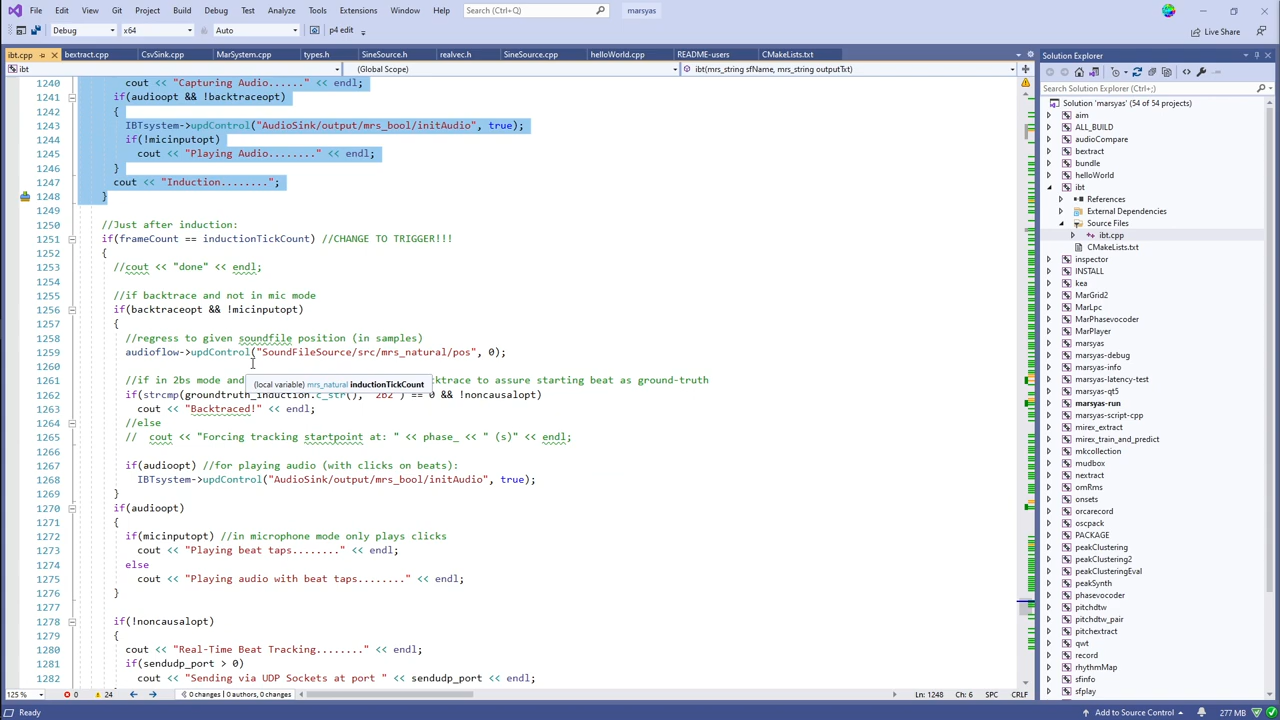 File Edit View Git Project Build Debug Test Analyze Tools Extensions Window Help Search (Ctrl+Q) marsyas
Debug x64 Auto p4 edit Live Share
ibt.cpp bextract.cpp CsvSink.cpp MarSystem.cpp types.h SineSource.h realvec.h SineSource.cpp helloWorld.cpp README-users CMakeLists.txt
ibt (Global Scope) ibt(mrs_string sfName, mrs_string outputTxt)
1240 cout << "Capturing Audio......" << endl;
1241 if(audioopt && !backtraceopt)
1242 {
1243 IBTsystem->updControl("AudioSink/output/mrs_bool/initAudio", true);
1244 if(!micinputopt)
1245 cout << "Playing Audio........" << endl;
1246 }
1247 cout << "Induction........";
1248 }
1249
1250 //Just after induction:
1251 if(frameCount == inductionTickCount) //CHANGE TO TRIGGER!!!
1252 {
1253 //cout << "done" << endl;
1254
1255 //if backtrace and not in mic mode
1256 if(backtraceopt && !micinputopt)
1257 {
1258 //regress to given soundfile position (in samples)
1259 audioflow->updControl("SoundFileSource/src/mrs_natural/pos", 0);
1260
1261 //if in 2bs mode and backtrace to assure starting beat as ground-truth
(local variable) mrs_natural inductionTickCount
1262 if(strcmp(groundtruth_induction.c_str(), "2b2") == 0 && !noncausalopt)
1263 cout << "Backtraced!" << endl;
1264 //else
1265 // cout << "Forcing tracking startpoint at: " << phase_ << " (s)" << endl;
1266
1267 if(audioopt) //for playing audio (with clicks on beats):
1268 IBTsystem->updControl("AudioSink/output/mrs_bool/initAudio", true);
1269 }
1270 if(audioopt)
1271 {
1272 if(micinputopt) //in microphone mode only plays clicks
1273 cout << "Playing beat taps........" << endl;
1274 else
1275 cout << "Playing audio with beat taps........" << endl;
1276 }
1277
1278 if(!noncausalopt)
1279 {
1280 cout << "Real-Time Beat Tracking........" << endl;
1281 if(sendudp_port > 0)
1282 cout << "Sending via UDP Sockets at port " << sendudp_port << endl;
125 % 0 24 0 changes | 0 authors, 0 changes Ln: 1248 Ch: 6 SPC CRLF
Solution Explorer
Search Solution Explorer (Ctrl+;)
Solution 'marsyas' (54 of 54 projects)
aim
ALL_BUILD
audioCompare
bextract
bundle
helloWorld
ibt
References
External Dependencies
Source Files
ibt.cpp
CMakeLists.txt
inspector
INSTALL
kea
MarGrid2
MarLpc
MarPhasevocoder
MarPlayer
marsyas
marsyas-debug
marsyas-info
marsyas-latency-test
marsyas-qt5
marsyas-run
marsyas-script-cpp
mirex_extract
mirex_train_and_predict
mkcollection
mudbox
nextract
omRms
onsets
orcarecord
oscpack
PACKAGE
peakClustering
peakClustering2
peakClusteringEval
peakSynth
phasevocoder
pitchdtw
pitchdtw_pair
pitchextract
qwt
record
rhythmMap
sfinfo
sfplay
Ready Add to Source Control 277 MB